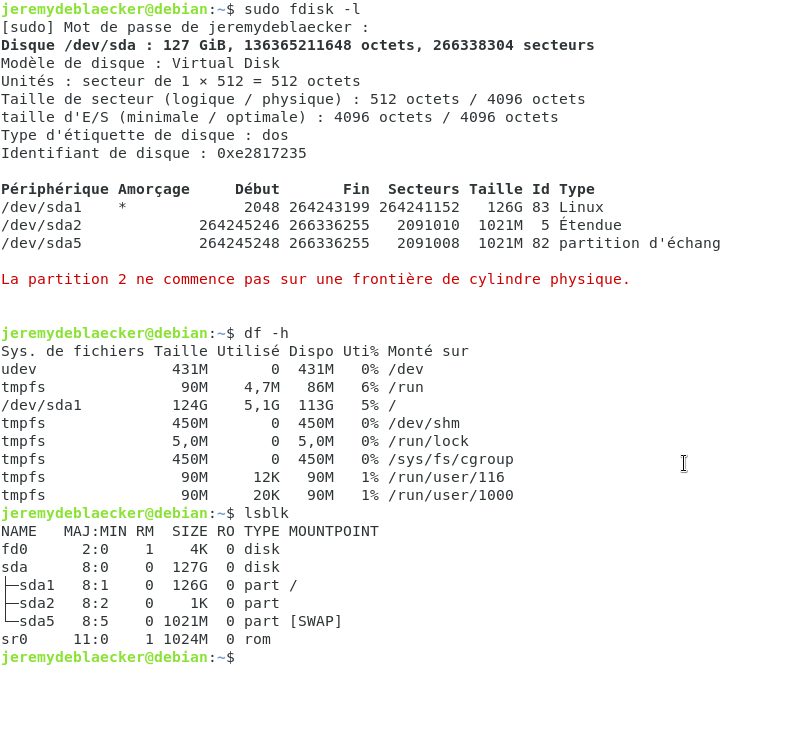 jeremydeblaecker@debian:~$ sudo fdisk -l
[sudo] Mot de passe de jeremydeblaecker :
Disque /dev/sda : 127 GiB, 136365211648 octets, 266338304 secteurs
Modèle de disque : Virtual Disk
Unités : secteur de 1 × 512 = 512 octets
Taille de secteur (logique / physique) : 512 octets / 4096 octets
taille d'E/S (minimale / optimale) : 4096 octets / 4096 octets
Type d'étiquette de disque : dos
Identifiant de disque : 0xe2817235
Périphérique Amorçage     Début       Fin  Secteurs Taille Id Type
/dev/sda1    *             2048 264243199 264241152   126G 83 Linux
/dev/sda2             264245246 266336255   2091010  1021M  5 Étendue
/dev/sda5             264245248 266336255   2091008  1021M 82 partition d'échang
La partition 2 ne commence pas sur une frontière de cylindre physique.
jeremydeblaecker@debian:~$ df -h
Sys. de fichiers Taille Utilisé Dispo Uti% Monté sur
udev               431M       0  431M   0% /dev
tmpfs               90M    4,7M   86M   6% /run
/dev/sda1          124G    5,1G  113G   5% /
tmpfs              450M       0  450M   0% /dev/shm
tmpfs              5,0M       0  5,0M   0% /run/lock
tmpfs              450M       0  450M   0% /sys/fs/cgroup
tmpfs               90M     12K   90M   1% /run/user/116
tmpfs               90M     20K   90M   1% /run/user/1000
jeremydeblaecker@debian:~$ lsblk
NAME   MAJ:MIN RM  SIZE RO TYPE MOUNTPOINT
fd0      2:0    1    4K  0 disk
sda      8:0    0  127G  0 disk
├─sda1   8:1    0  126G  0 part /
├─sda2   8:2    0    1K  0 part
└─sda5   8:5    0 1021M  0 part [SWAP]
sr0     11:0    1 1024M  0 rom
jeremydeblaecker@debian:~$